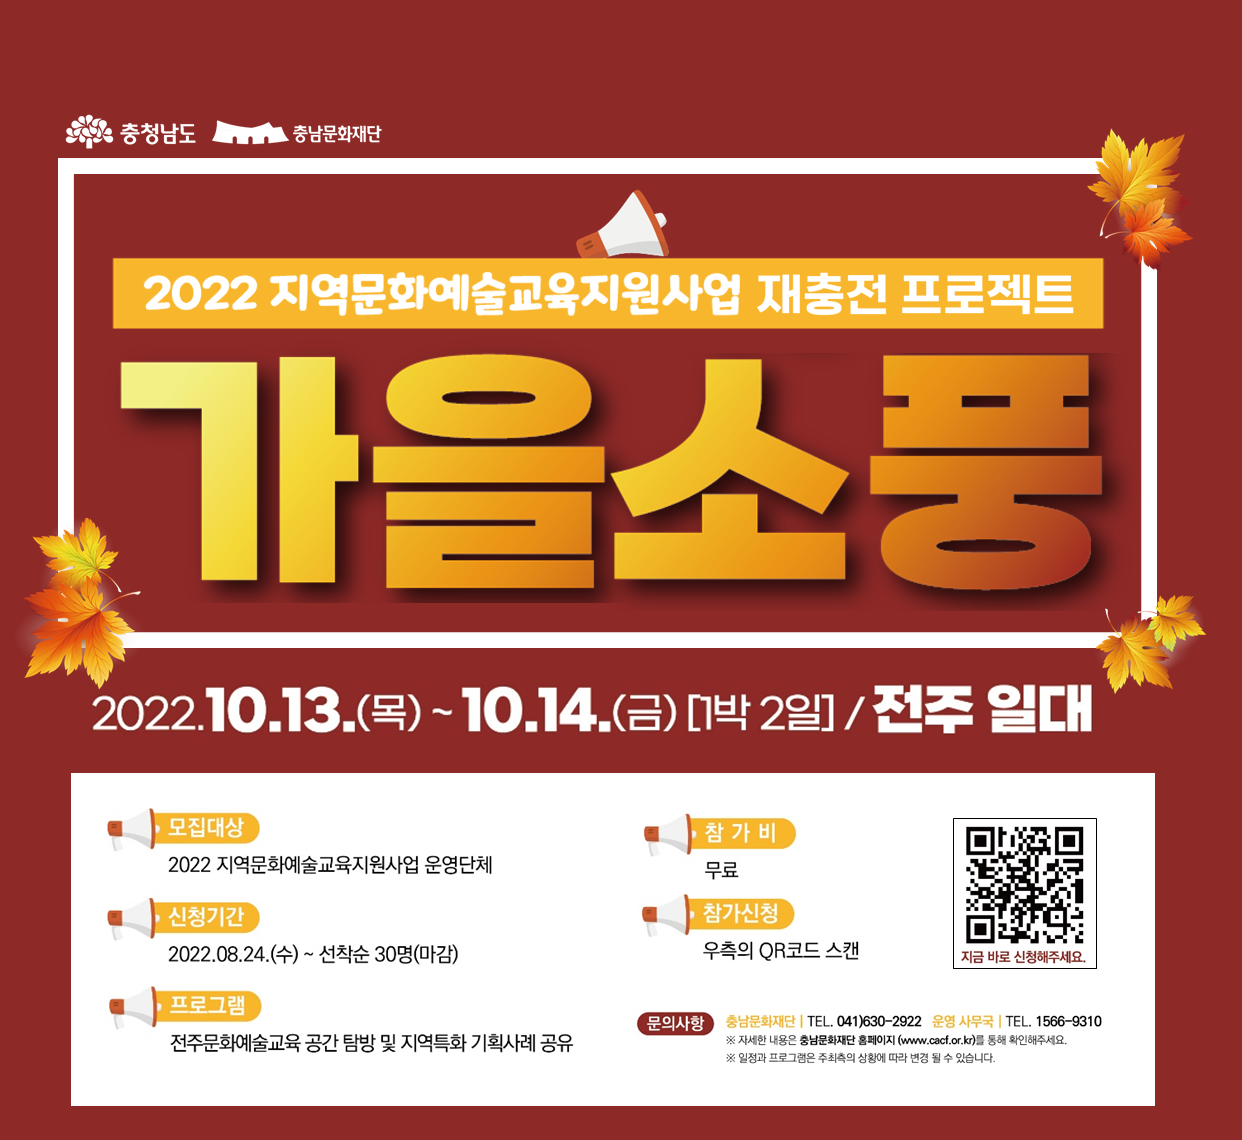 충청남도 충남문화재단
2022 지역문화예술교육지원사업 재충전 프로젝트
가을소풍
2022.10.13.(목) ~ 10.14.(금) [1박 2일] / 전주 일대
모집대상
2022 지역문화예술교육지원사업 운영단체
신청기간
2022.08.24.(수) ~ 선착순 30명(마감)
프로그램
전주문화예술교육 공간 탐방 및 지역특화 기획사례 공유
참 가 비
무료
참가신청
우측의 QR코드 스캔
지금 바로 신청해주세요.
문의사항 충남문화재단 | TEL. 041)630-2922 운영 사무국 | TEL. 1566-9310
※ 자세한 내용은 충남문화재단 홈페이지 (www.cacf.or.kr)를 통해 확인해주세요.
※ 일정과 프로그램은 주최측의 상황에 따라 변경 될 수 있습니다.